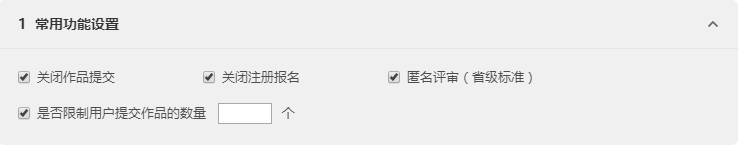 1 常用功能设置
关闭作品提交 关闭注册报名 匿名评审（省级标准）
是否限制用户提交作品的数量 个